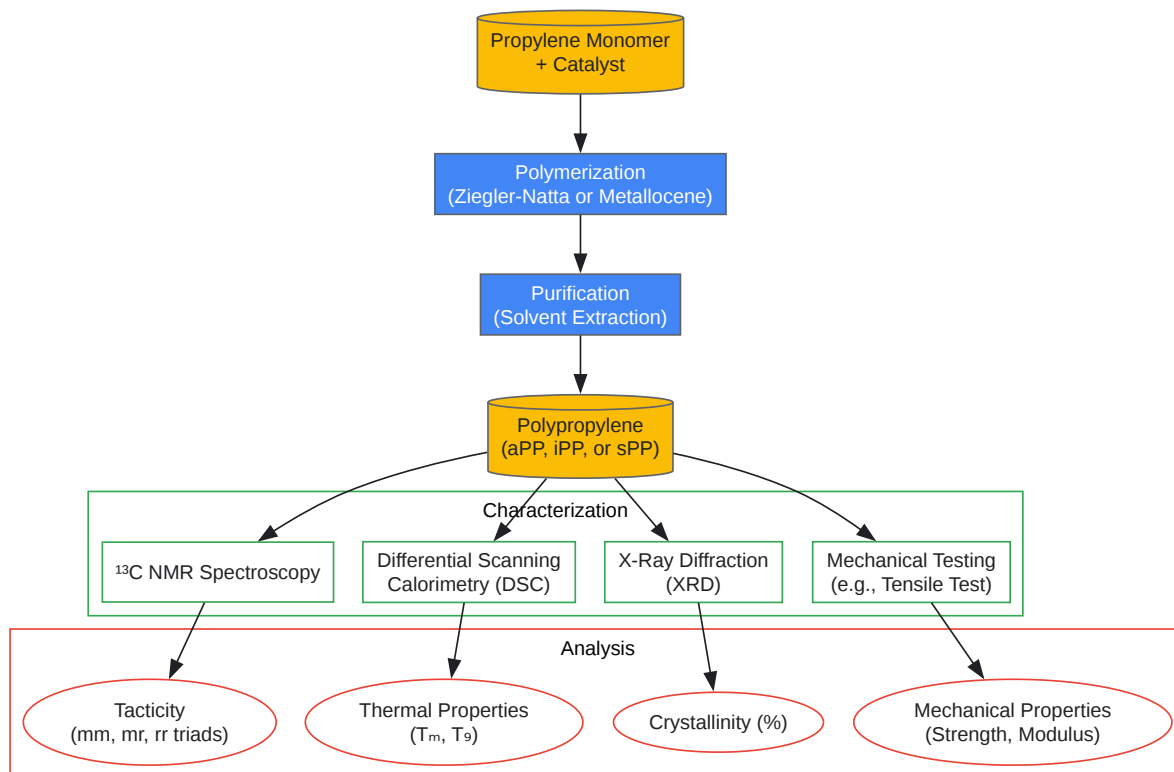 Propylene Monomer
+ Catalyst
Polymerization
(Ziegler-Natta or Metallocene)
Purification
(Solvent Extraction)
Polypropylene
(aPP, iPP, or sPP)
Characterization
¹³C NMR Spectroscopy
Differential Scanning
Calorimetry (DSC)
X-Ray Diffraction
(XRD)
Mechanical Testing
(e.g., Tensile Test)
Analysis
Tacticity
(mm, mr, rr triads)
Thermal Properties
(Tₘ, T₉)
Crystallinity (%)
Mechanical Properties
(Strength, Modulus)